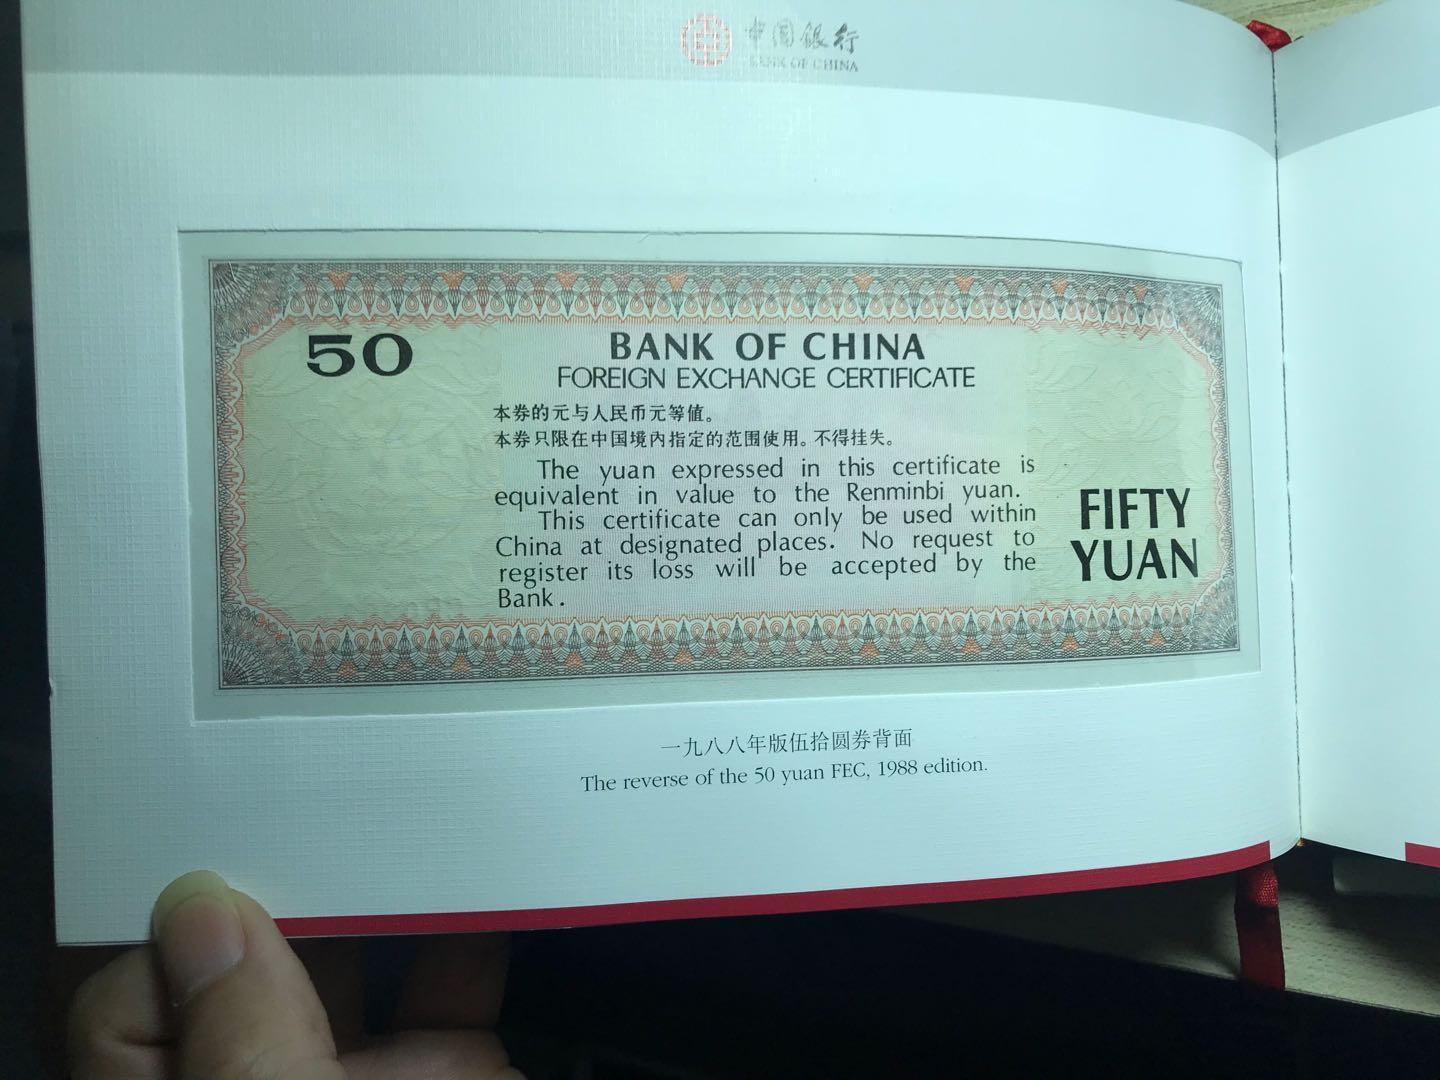 中国银行
BANK OF CHINA
50
BANK OF CHINA
FOREIGN EXCHANGE CERTIFICATE
本券的元与人民币元等值。
本券只限在中国境内指定的范围使用。不得挂失。
The yuan expressed in this certificate is
equivalent in value to the Renminbi yuan.
This certificate can only be used within
China at designated places. No request to
register its loss will be accepted by the
Bank.
FIFTY
YUAN
一九八八年版伍拾圆券背面
The reverse of the 50 yuan FEC, 1988 edition.